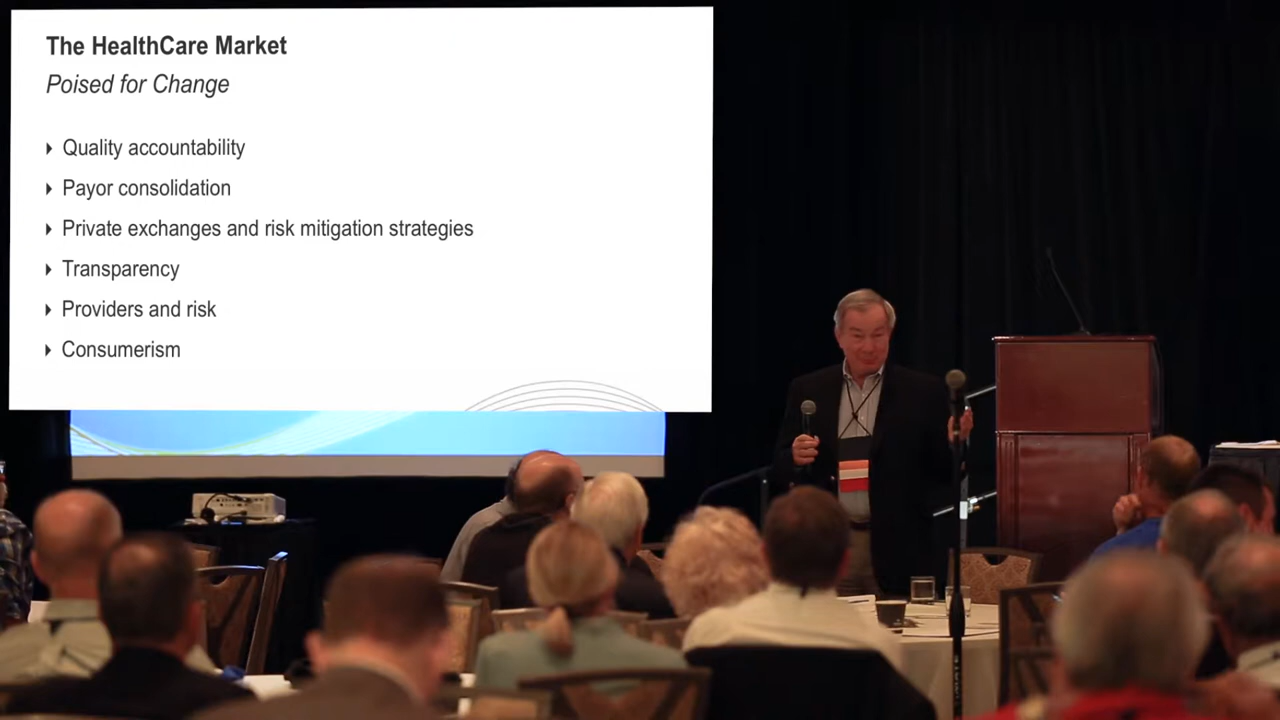 The HealthCare Market
Poised for Change
Quality accountability
Payor consolidation
Private exchanges and risk mitigation strategies
Transparency
Providers and risk
Consumerism